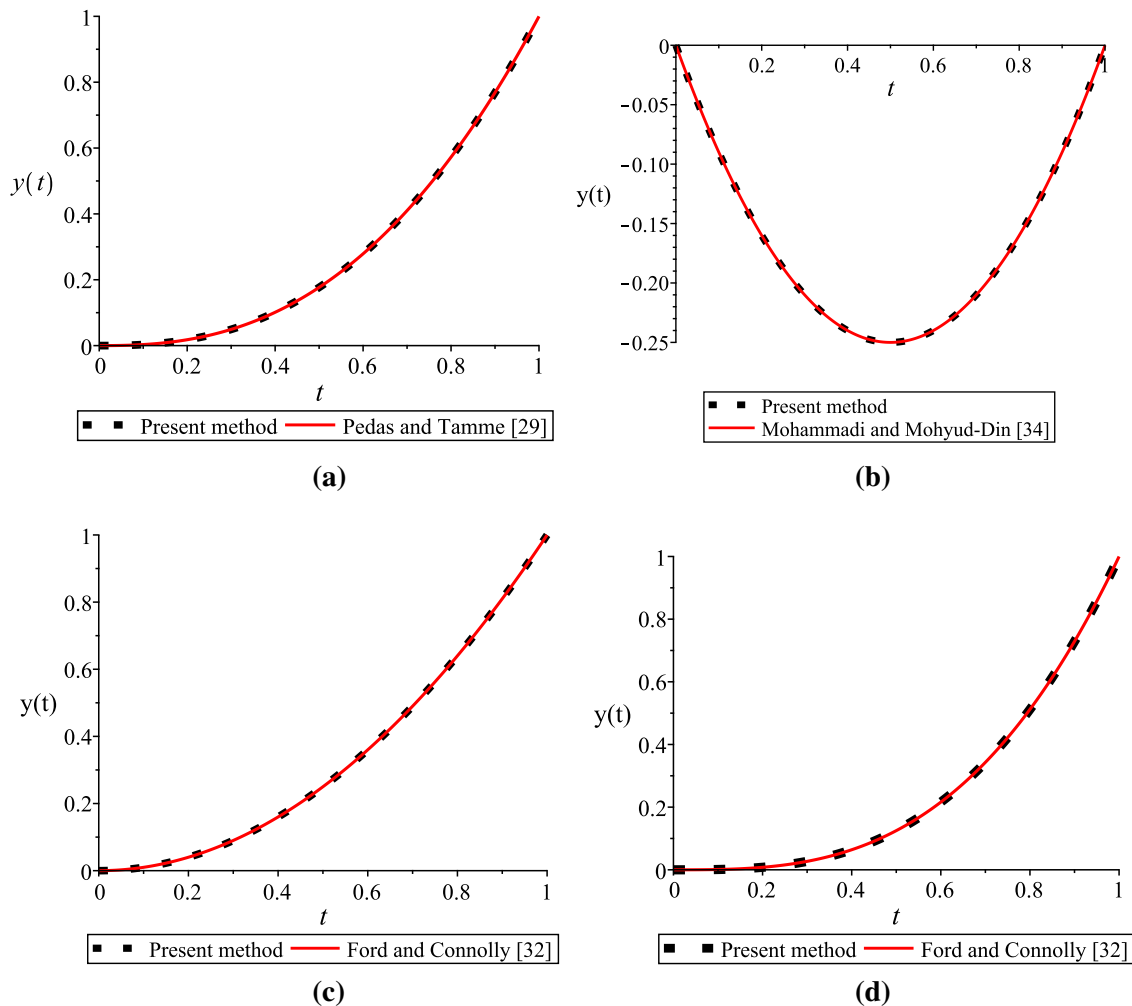 1
0.8
0.6
y(t)
0.4
0.2
0
0 0.2 0.4 0.6 0.8 1
t
Present method Pedas and Tamme [29]
(a)
0
0.2 0.4 0.6 0.8 1
t
−0.05
−0.10
y(t)
−0.15
−0.20
−0.25
Present method
Mohammadi and Mohyud-Din [34]
(b)
1
0.8
0.6
y(t)
0.4
0.2
0
0 0.2 0.4 0.6 0.8 1
t
Present method Ford and Connolly [32]
(c)
1
0.8
0.6
y(t)
0.4
0.2
0
0 0.2 0.4 0.6 0.8 1
t
Present method Ford and Connolly [32]
(d)